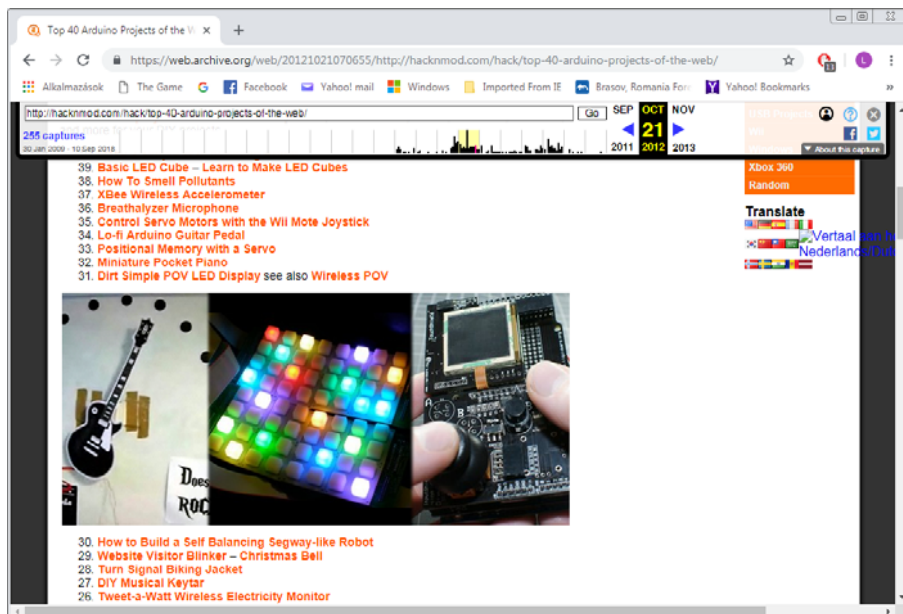 Top 40 Arduino Projects of the W
https://web.archive.org/web/20121021070655/http://hacknmod.com/hack/top-40-arduino-projects-of-the-web/
Alkalmazások The Game Facebook Yahoo! mail Windows Imported From IE Brasov, Romania Forr Yahoo! Bookmarks »
http://hacknmod.com/hack/top-40-arduino-projects-of-the-web/ Go SEP OCT NOV
255 captures 21
20 Jan 2009 - 10 Sep 2018 2011 2012 2013 About this capture
39. Basic LED Cube – Learn to Make LED Cubes
38. How To Smell Pollutants
37. XBee Wireless Accelerometer
36. Breathalyzer Microphone
35. Control Servo Motors with the Wii Mote Joystick
34. Lo-fi Arduino Guitar Pedal
33. Positional Memory with a Servo
32. Miniature Pocket Piano
31. Dirt Simple POV LED Display see also Wireless POV
Xbox 360
Random
Translate
Vertaal aan h
Nederlands/Dut
Does
ROC
30. How to Build a Self Balancing Segway-like Robot
29. Website Visitor Blinker – Christmas Bell
28. Turn Signal Biking Jacket
27. DIY Musical Keytar
26. Tweet-a-Watt Wireless Electricity Monitor